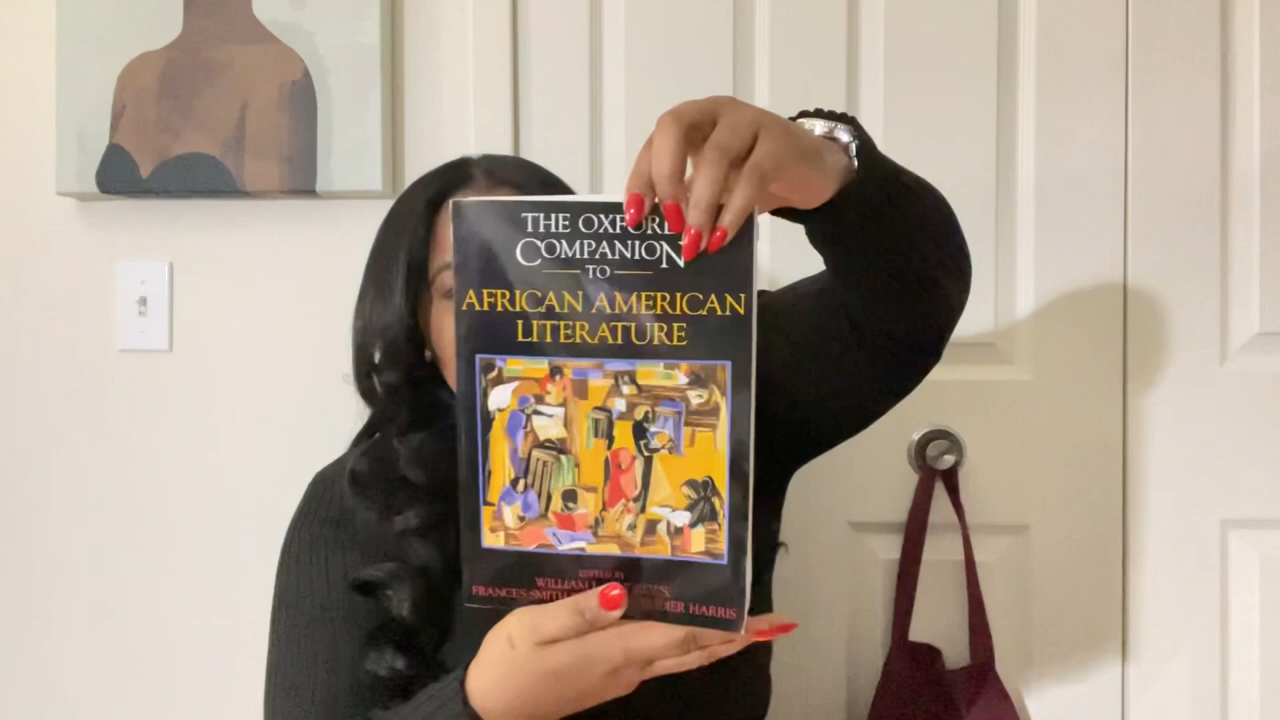 THE OXFORD
COMPANION
TO
AFRICAN AMERICAN
LITERATURE
EDITED BY
WILLIAM L.
FRANCES SMITH HARRIS